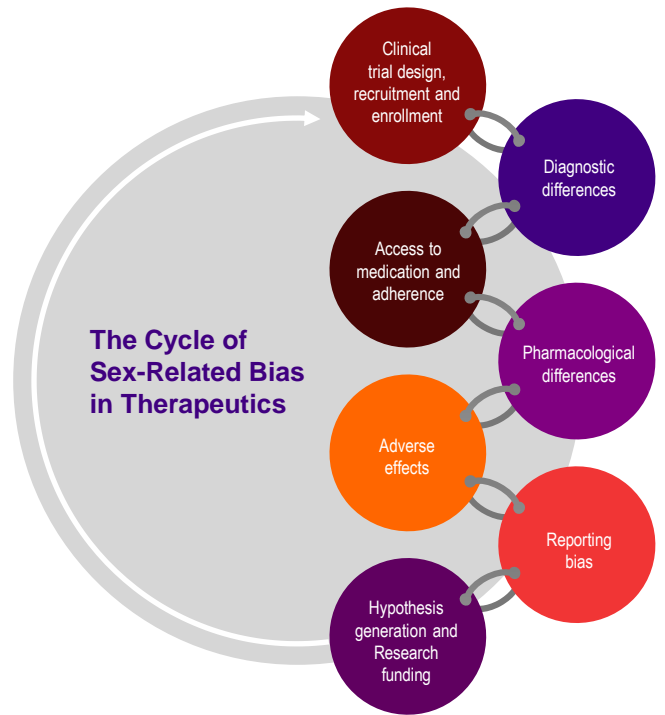 Clinical
trial design,
recruitment and
enrollment
Diagnostic
differences
Access to
medication and
adherence
The Cycle of
Sex-Related Bias
in Therapeutics
Pharmacological
differences
Adverse
effects
Reporting
bias
Hypothesis
generation and
Research
funding